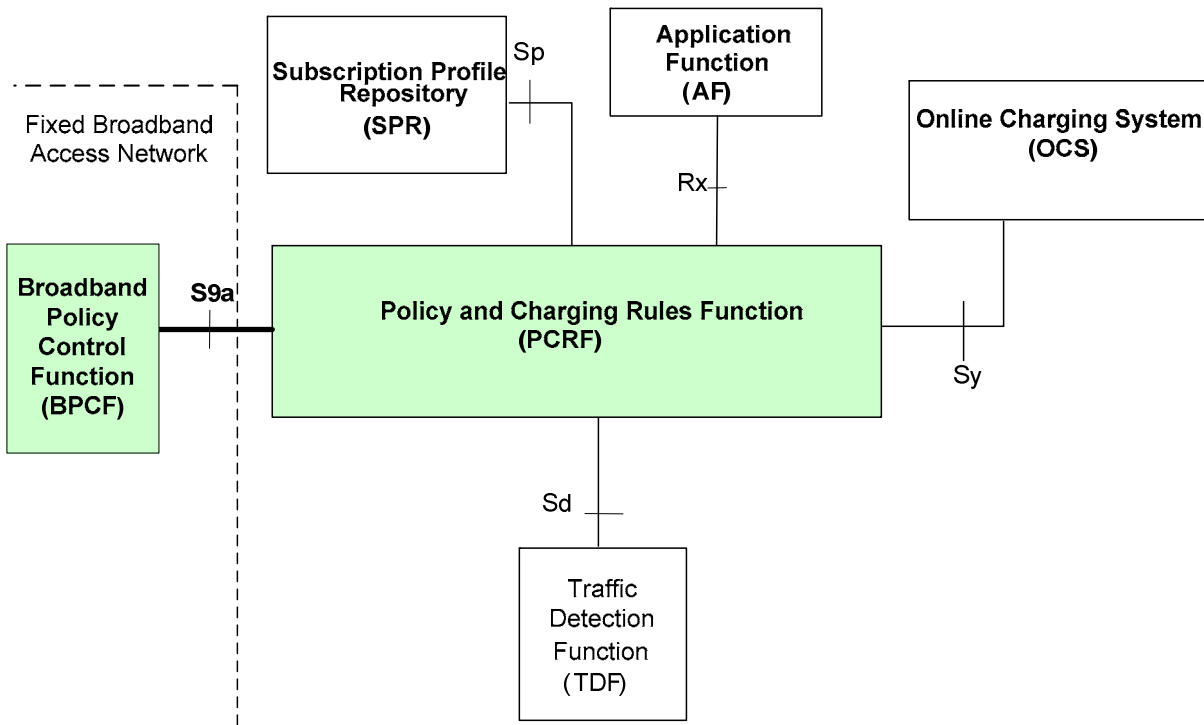 Fixed Broadband
Access Network
Subscription Profile
Repository
(SPR)
Sp
Application
Function
(AF)
Online Charging System
(OCS)
Rx
Broadband
Policy
Control
Function
(BPCF)
S9a
Policy and Charging Rules Function
(PCRF)
Sy
Sd
Traffic
Detection
Function
(TDF)